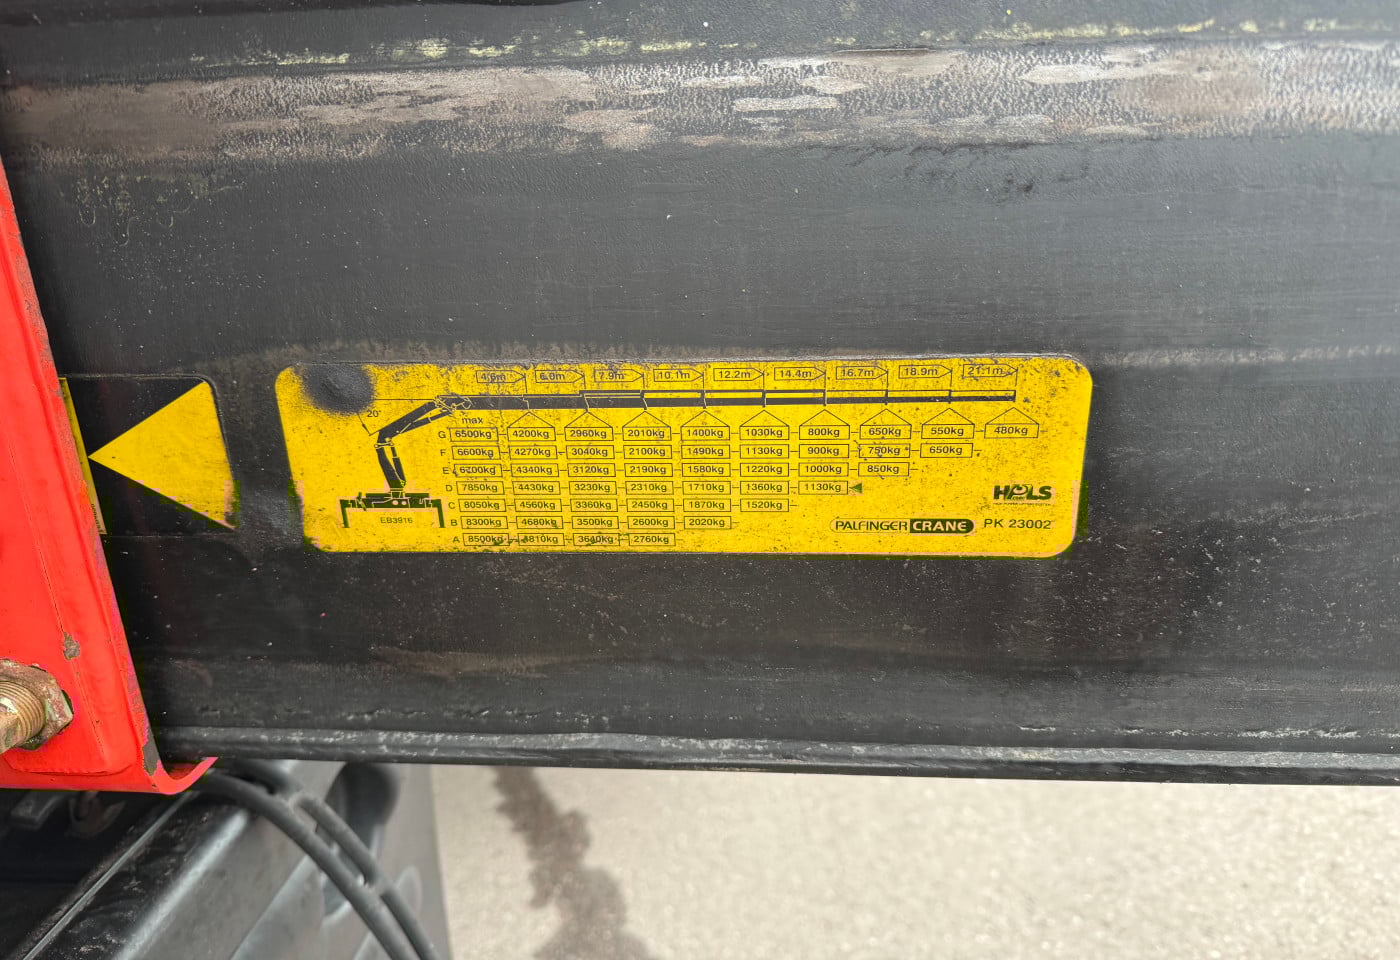 4.6m 6.0m 7.9m 10.1m 12.2m 14.4m 16.7m 18.9m 21.1m
20°
max
G 6500kg 4200kg 2960kg 2010kg 1400kg 1030kg 800kg 650kg 550kg 480kg
F 6600kg 4270kg 3040kg 2100kg 1490kg 1130kg 900kg 750kg 650kg
E 6700kg 4340kg 3120kg 2190kg 1580kg 1220kg 1000kg 850kg
D 7850kg 4430kg 3230kg 2310kg 1710kg 1360kg 1130kg
C 8050kg 4560kg 3360kg 2450kg 1870kg 1520kg
B 8300kg 4680kg 3500kg 2600kg 2020kg
A 8500kg 4810kg 3640kg 2760kg
EB3916
HPLS
PALFINGER CRANE PK 23002